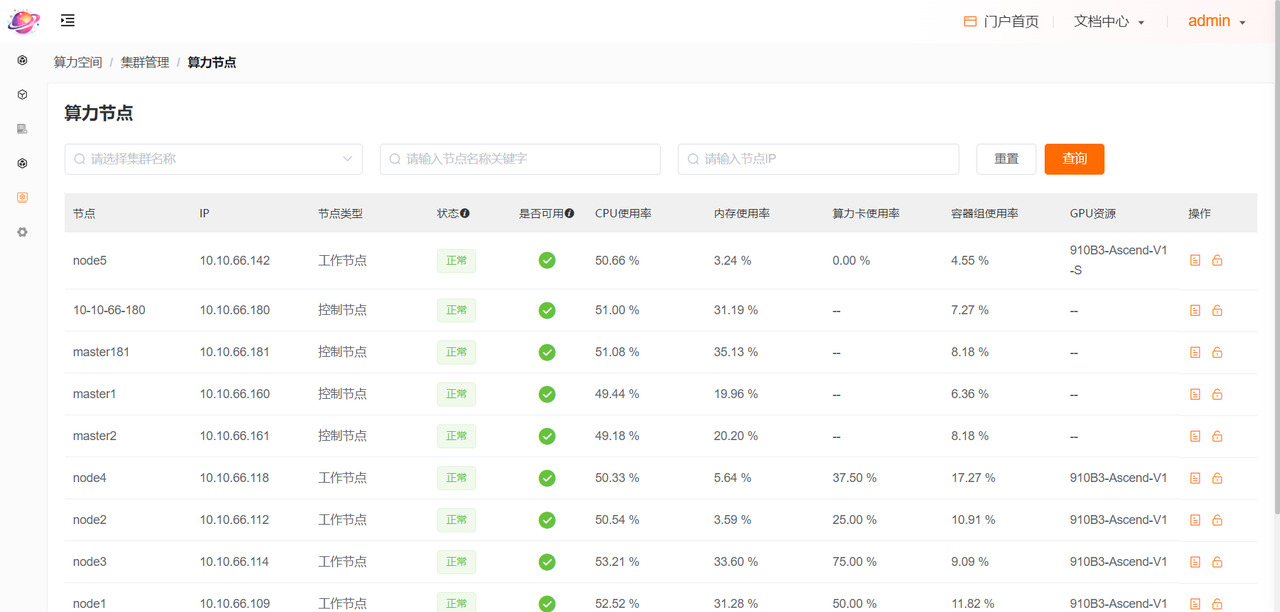 门户首页 文档中心 admin
算力空间 / 集群管理 / 算力节点
算力节点
请选择集群名称 请输入节点名称关键字 请输入节点IP 重置 查询
节点 IP 节点类型 状态 是否可用 CPU使用率 内存使用率 算力卡使用率 容器组使用率 GPU资源 操作
node5 10.10.66.142 工作节点 正常 50.66 % 3.24 % 0.00 % 4.55 % 910B3-Ascend-V1
-S
10-10-66-180 10.10.66.180 控制节点 正常 51.00 % 31.19 % -- 7.27 % --
master181 10.10.66.181 控制节点 正常 51.08 % 35.13 % -- 8.18 % --
master1 10.10.66.160 控制节点 正常 49.44 % 19.96 % -- 6.36 % --
master2 10.10.66.161 控制节点 正常 49.18 % 20.20 % -- 8.18 % --
node4 10.10.66.118 工作节点 正常 50.33 % 5.64 % 37.50 % 17.27 % 910B3-Ascend-V1
node2 10.10.66.112 工作节点 正常 50.54 % 3.59 % 25.00 % 10.91 % 910B3-Ascend-V1
node3 10.10.66.114 工作节点 正常 53.21 % 33.60 % 75.00 % 9.09 % 910B3-Ascend-V1
node1 10.10.66.109 工作节点 正常 52.52 % 31.28 % 50.00 % 11.82 % 910B3-Ascend-V1